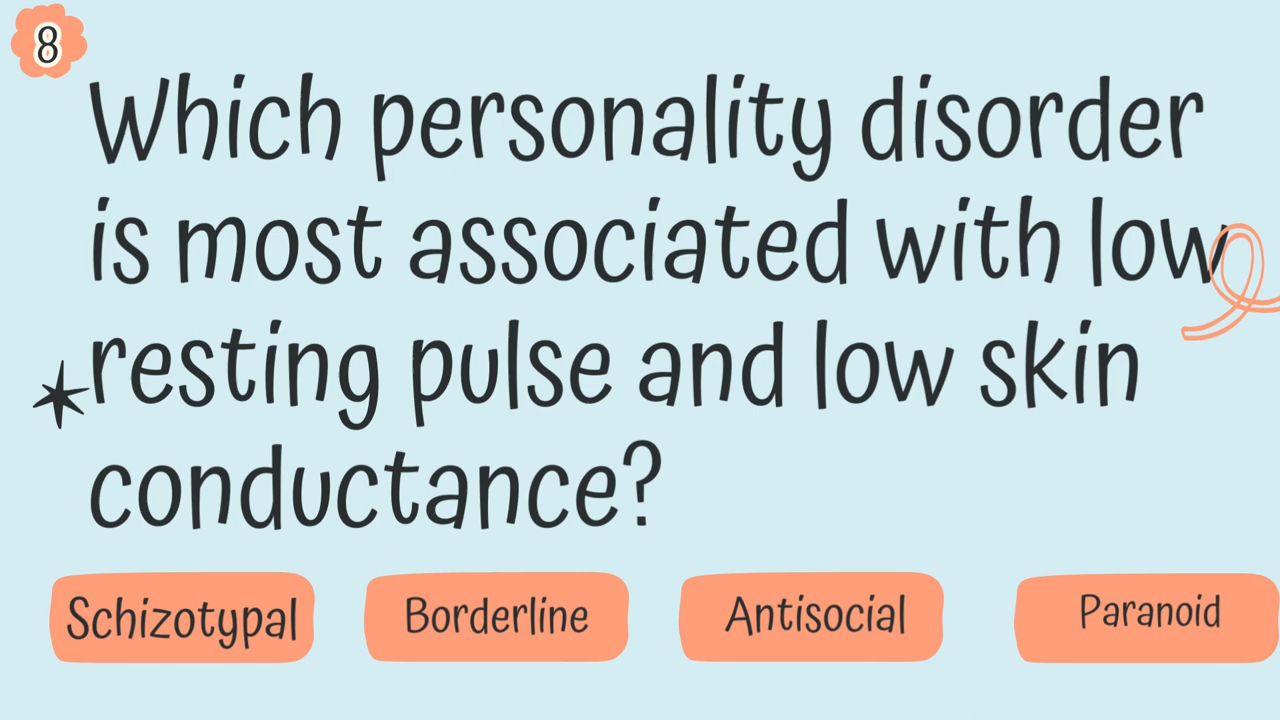 8
Which personality disorder
is most associated with low
resting pulse and low skin
conductance?
Schizotypal
Borderline
Antisocial
Paranoid